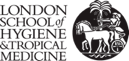 LONDON
SCHOOL of
HYGIENE
& TROPICAL
MEDICINE